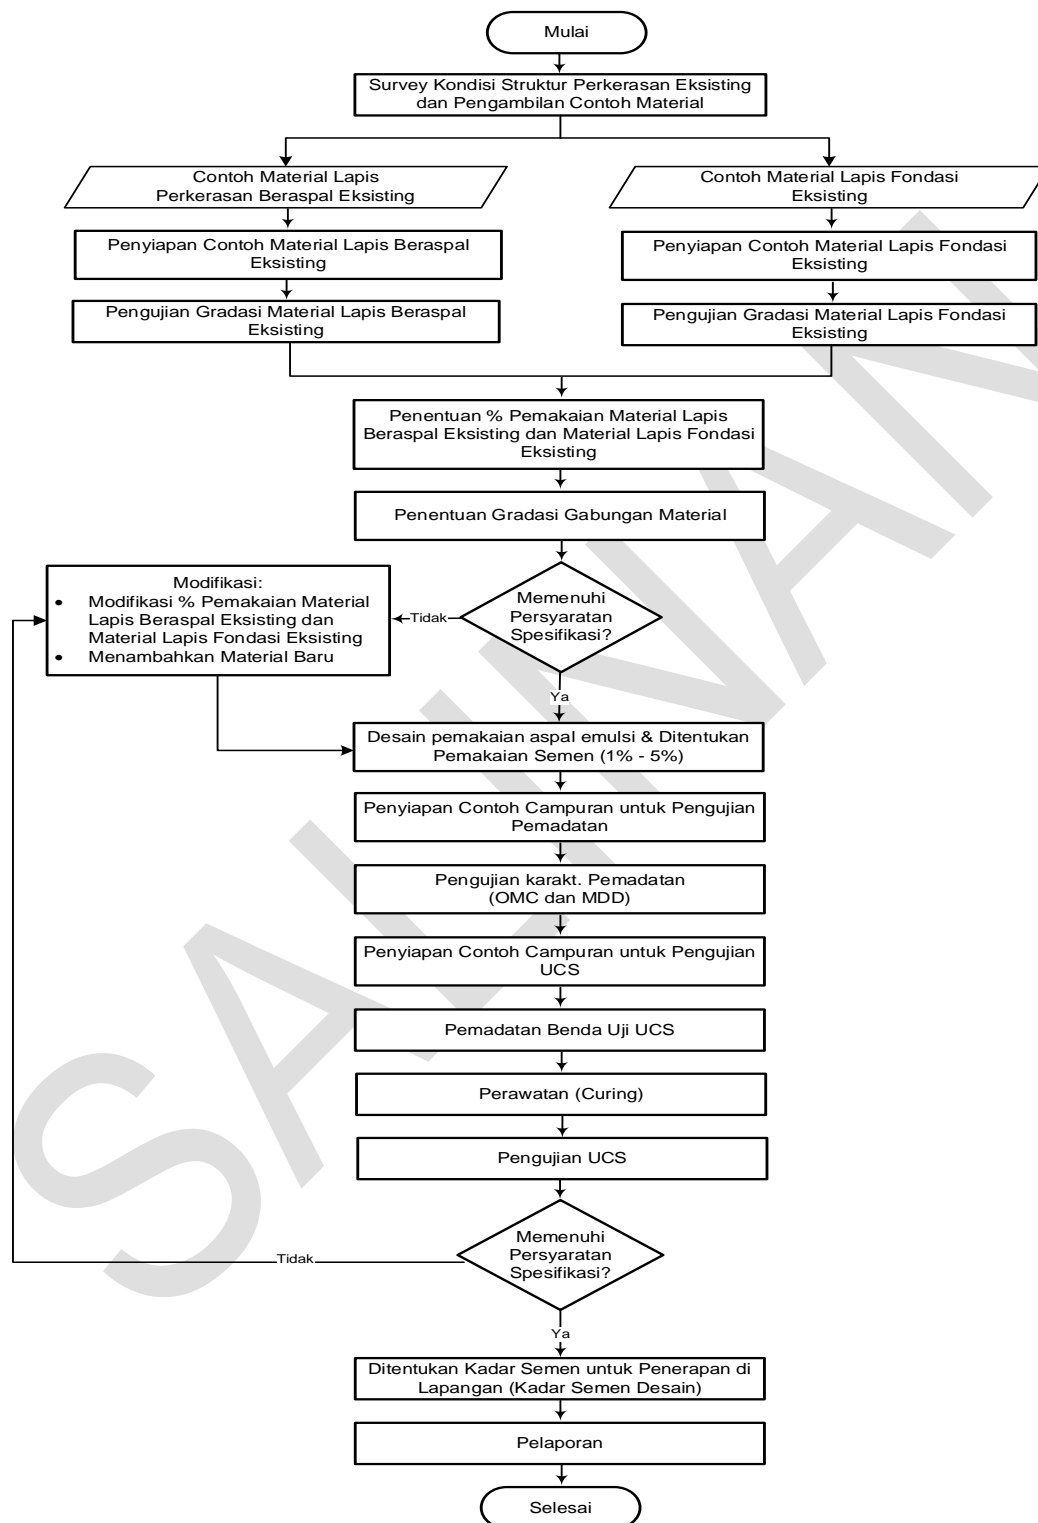 Mulai
Survey Kondisi Struktur Perkerasan Eksisting
dan Pengambilan Contoh Material
Contoh Material Lapis
Perkerasan Beraspal Eksisting
Contoh Material Lapis Fondasi
Eksisting
Penyiapan Contoh Material Lapis Beraspal
Eksisting
Penyiapan Contoh Material Lapis Fondasi
Eksisting
Pengujian Gradasi Material Lapis Beraspal
Eksisting
Pengujian Gradasi Material Lapis Fondasi
Eksisting
Penentuan % Pemakaian Material Lapis
Beraspal Eksisting dan Material Lapis Fondasi
Eksisting
Penentuan Gradasi Gabungan Material
Memenuhi
Persyaratan
Spesifikasi?
Tidak
Modifikasi:
• Modifikasi % Pemakaian Material
Lapis Beraspal Eksisting dan
Material Lapis Fondasi Eksisting
• Menambahkan Material Baru
Ya
Desain pemakaian aspal emulsi & Ditentukan
Pemakaian Semen (1% - 5%)
Penyiapan Contoh Campuran untuk Pengujian
Pemadatan
Pengujian karakt. Pemadatan
(OMC dan MDD)
Penyiapan Contoh Campuran untuk Pengujian
UCS
Pemadatan Benda Uji UCS
Perawatan (Curing)
Pengujian UCS
Memenuhi
Persyaratan
Spesifikasi?
Tidak
Ya
Ditentukan Kadar Semen untuk Penerapan di
Lapangan (Kadar Semen Desain)
Pelaporan
Selesai
SALINAN